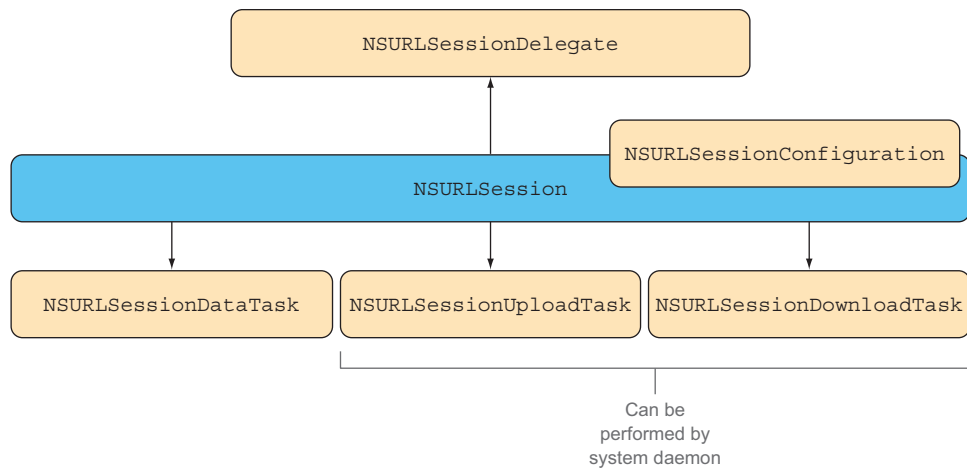 NSURLSessionDelegate
NSURLSessionConfiguration
NSURLSession
NSURLSessionDataTask
NSURLSessionUploadTask
NSURLSessionDownloadTask
Can be
performed by
system daemon